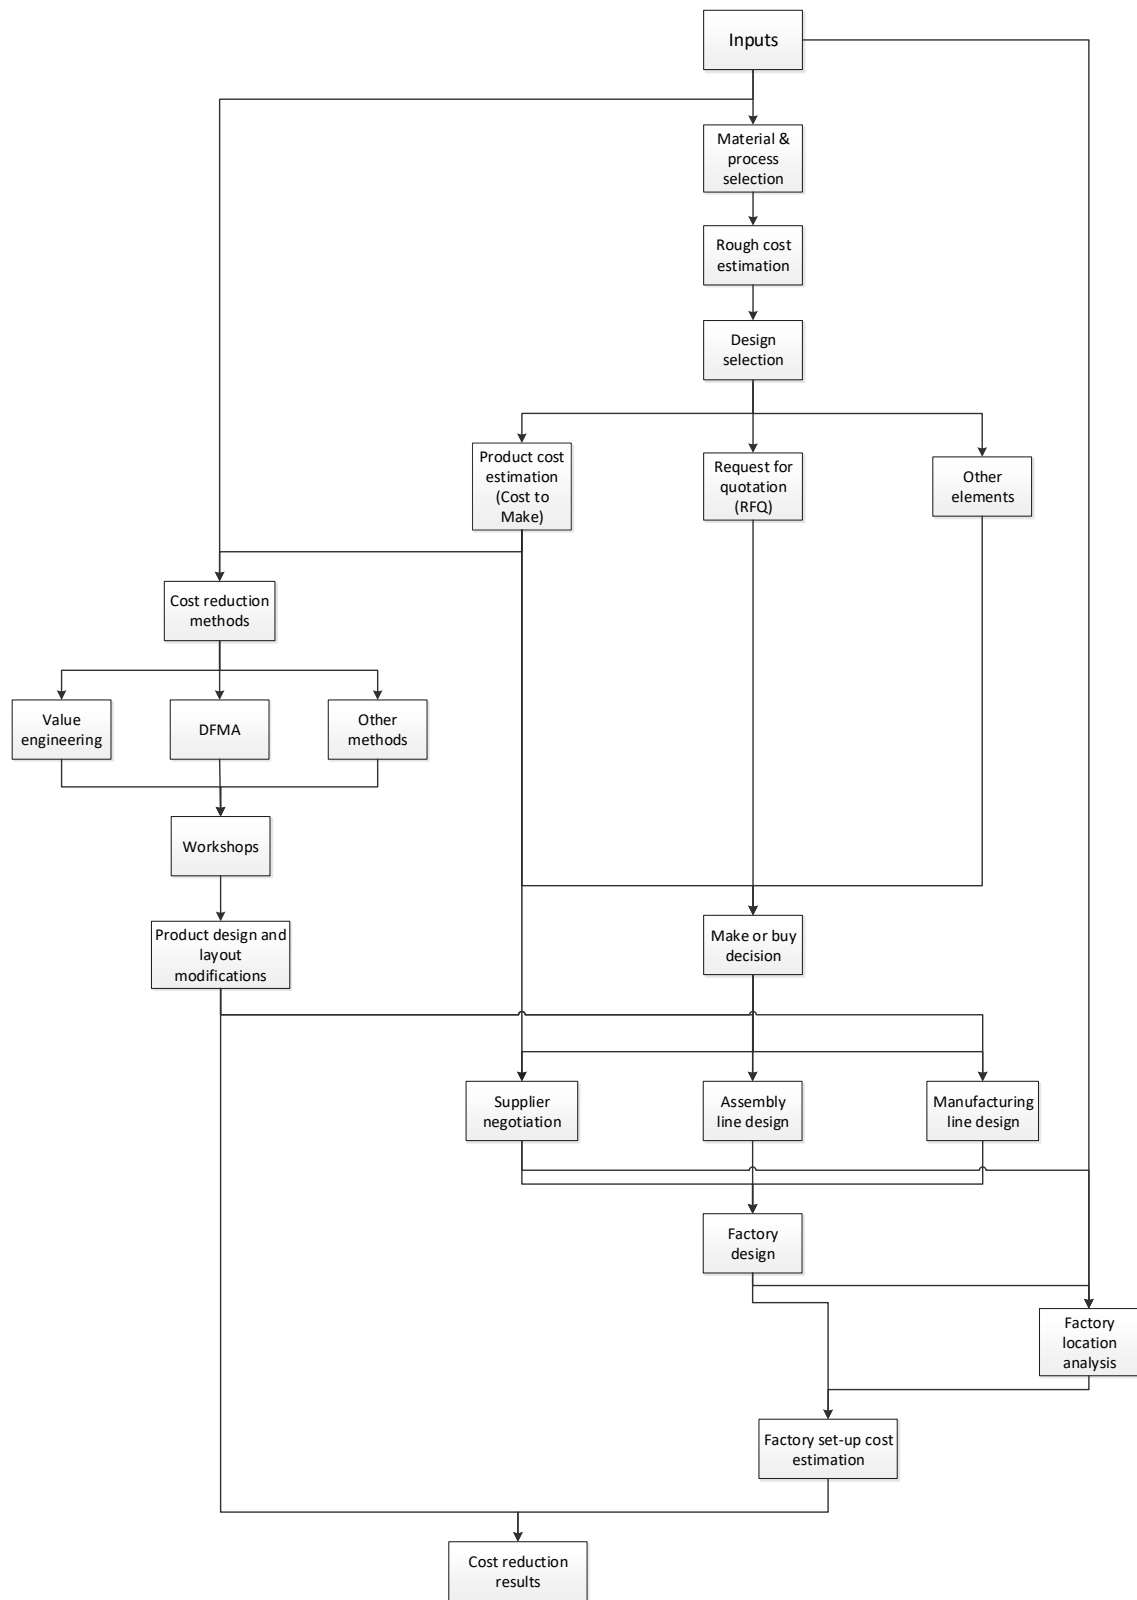 Inputs
Material &
process
selection
Rough cost
estimation
Design
selection
Product cost
estimation
(Cost to
Make)
Request for
quotation
(RFQ)
Other
elements
Cost reduction
methods
Value
engineering
DFMA
Other
methods
Workshops
Product design and
layout
modifications
Make or buy
decision
Supplier
negotiation
Assembly
line design
Manufacturing
line design
Factory
design
Factory
location
analysis
Factory set-up cost
estimation
Cost reduction
results